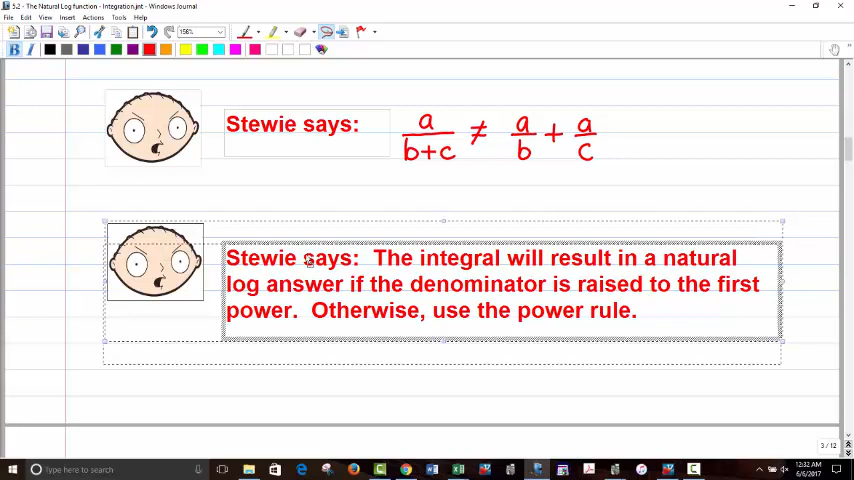 5.2 - The Natural Log function - Integration.jnt - Windows Journal
File Edit View Insert Actions Tools Help
156%
B I
Stewie says: a/(b+c) ≠ a/b + a/c
Stewie says: The integral will result in a natural
log answer if the denominator is raised to the first
power. Otherwise, use the power rule.
3 / 12
Type here to search
12:32 AM
6/6/2017